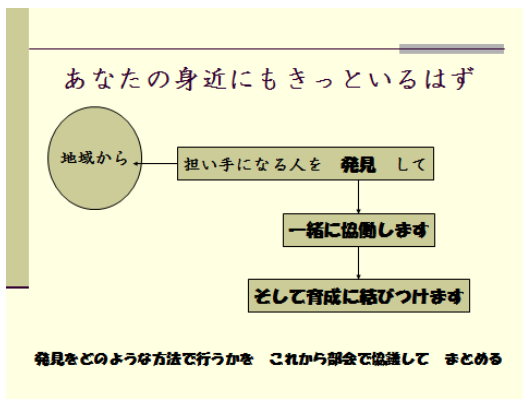 あなたの身近にもきっといるはず
地域から
担い手になる人を　発見　して
一緒に協働します
そして育成に結びつけます
発見をどのような方法で行うかを　これから部会で協議して　まとめる